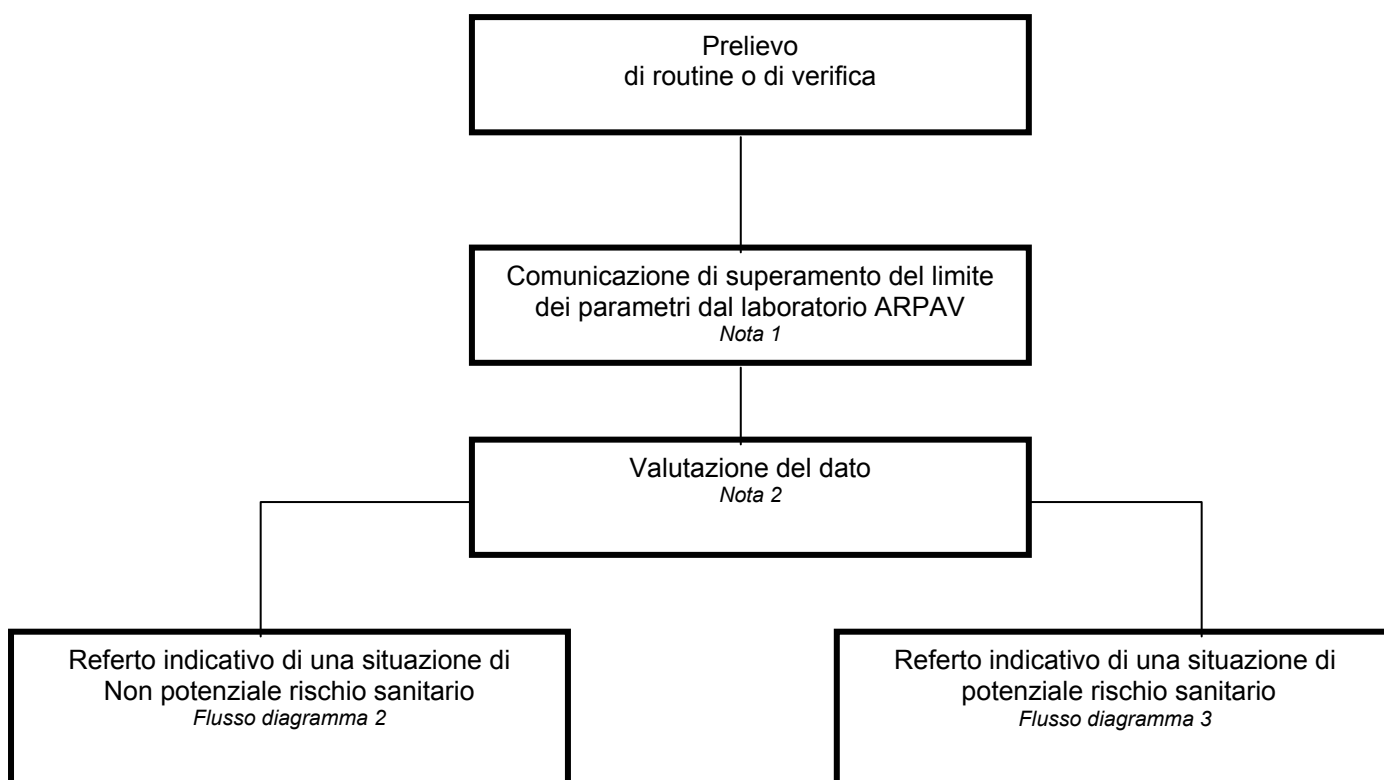 Prelievo
di routine o di verifica
Comunicazione di superamento del limite
dei parametri dal laboratorio ARPAV
Nota 1
Valutazione del dato
Nota 2
Referto indicativo di una situazione di
Non potenziale rischio sanitario
Flusso diagramma 2
Referto indicativo di una situazione di
potenziale rischio sanitario
Flusso diagramma 3